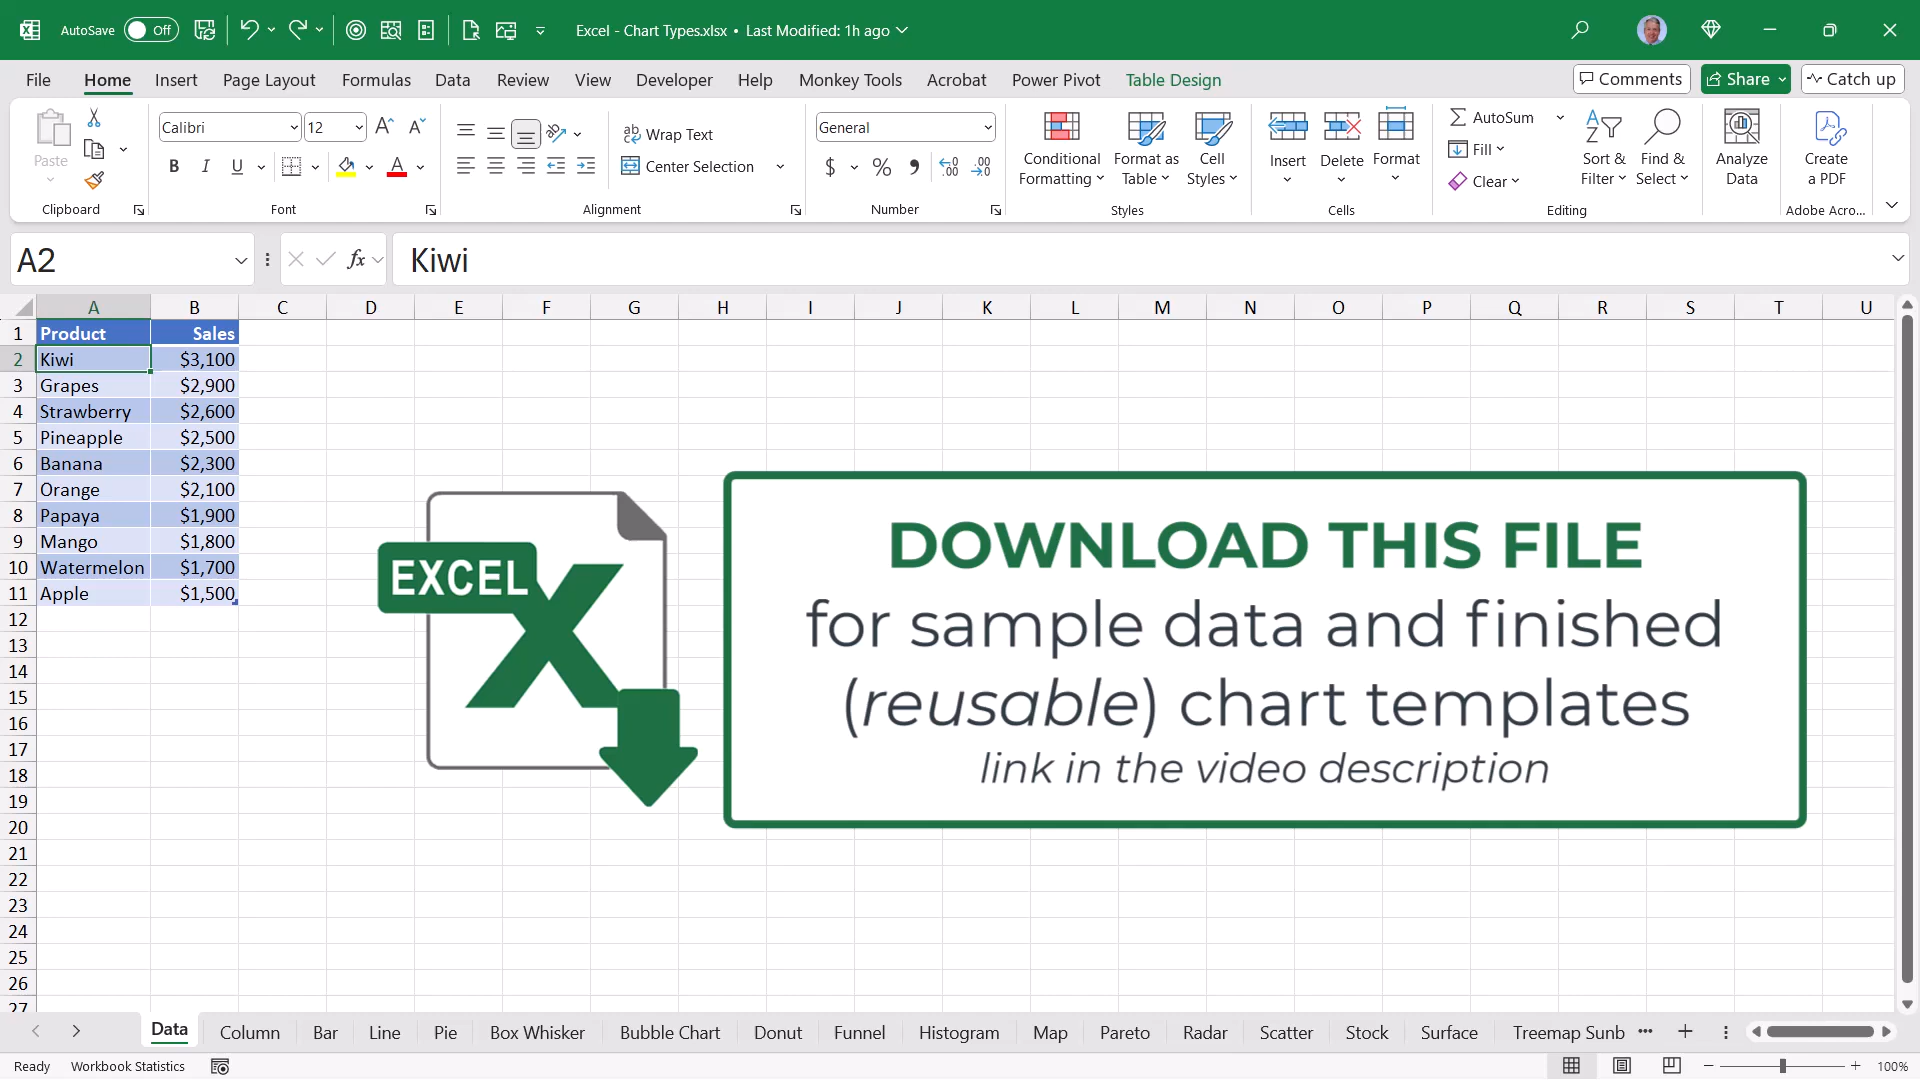 AutoSave Off Excel - Chart Types.xlsx • Last Modified: 1h ago
File Home Insert Page Layout Formulas Data Review View Developer Help Monkey Tools Acrobat Power Pivot Table Design Comments Share Catch up
Paste
Clipboard
Calibri 12
B I U A
Font
Wrap Text
Center Selection
Alignment
General
$ % 
Number
Conditional Formatting
Format as Table
Cell Styles
Styles
Insert Delete Format
Cells
AutoSum
Fill
Clear
Sort & Filter
Find & Select
Editing
Analyze Data
Create a PDF
Adobe Acro...
A2 fx Kiwi
A B C D E F G H I J K L M N O P Q R S T U
1 Product Sales
2 Kiwi $3,100
3 Grapes $2,900
4 Strawberry $2,600
5 Pineapple $2,500
6 Banana $2,300
7 Orange $2,100
8 Papaya $1,900
9 Mango $1,800
10 Watermelon $1,700
11 Apple $1,500
12
13
14
15
16
17
18
19
20
21
22
23
24
25
26
27
EXCEL
X
DOWNLOAD THIS FILE
for sample data and finished
(reusable) chart templates
link in the video description
Data Column Bar Line Pie Box Whisker Bubble Chart Donut Funnel Histogram Map Pareto Radar Scatter Stock Surface Treemap Sunb ...
Ready Workbook Statistics 100%